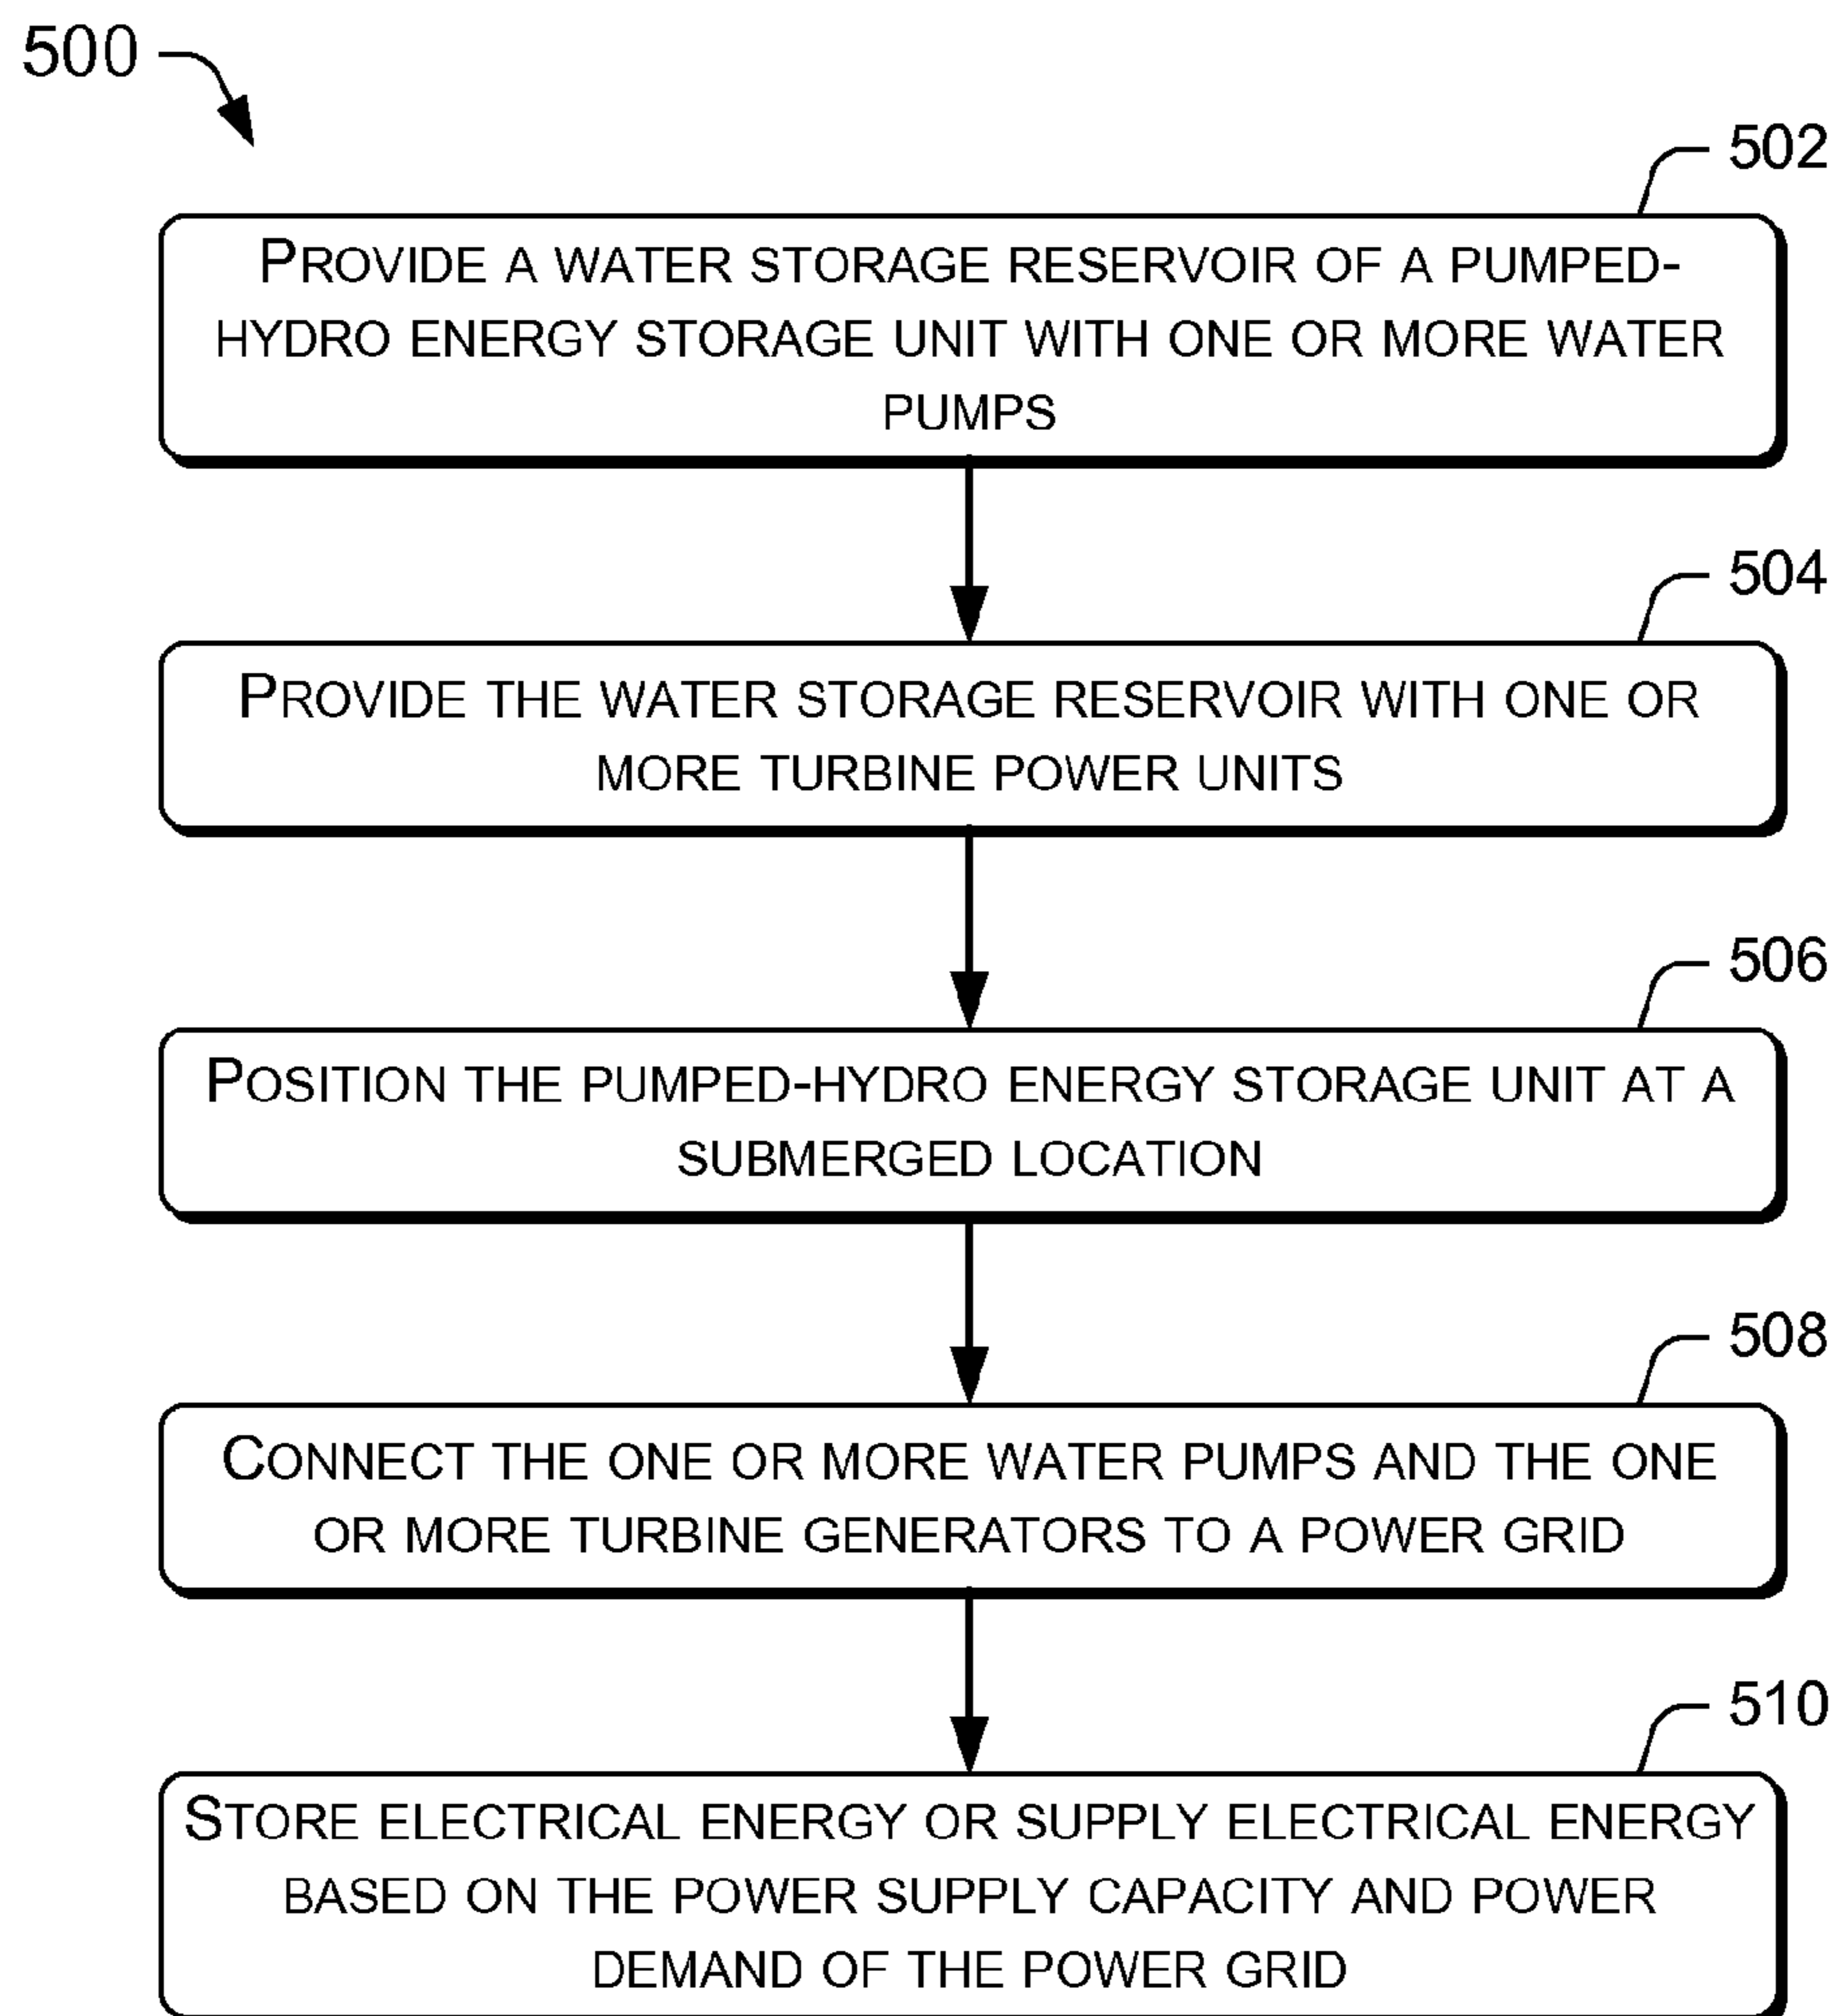 500
502
PROVIDE A WATER STORAGE RESERVOIR OF A PUMPED-
HYDRO ENERGY STORAGE UNIT WITH ONE OR MORE WATER
PUMPS
504
PROVIDE THE WATER STORAGE RESERVOIR WITH ONE OR
MORE TURBINE POWER UNITS
506
POSITION THE PUMPED-HYDRO ENERGY STORAGE UNIT AT A
SUBMERGED LOCATION
508
CONNECT THE ONE OR MORE WATER PUMPS AND THE ONE
OR MORE TURBINE GENERATORS TO A POWER GRID
510
STORE ELECTRICAL ENERGY OR SUPPLY ELECTRICAL ENERGY
BASED ON THE POWER SUPPLY CAPACITY AND POWER
DEMAND OF THE POWER GRID